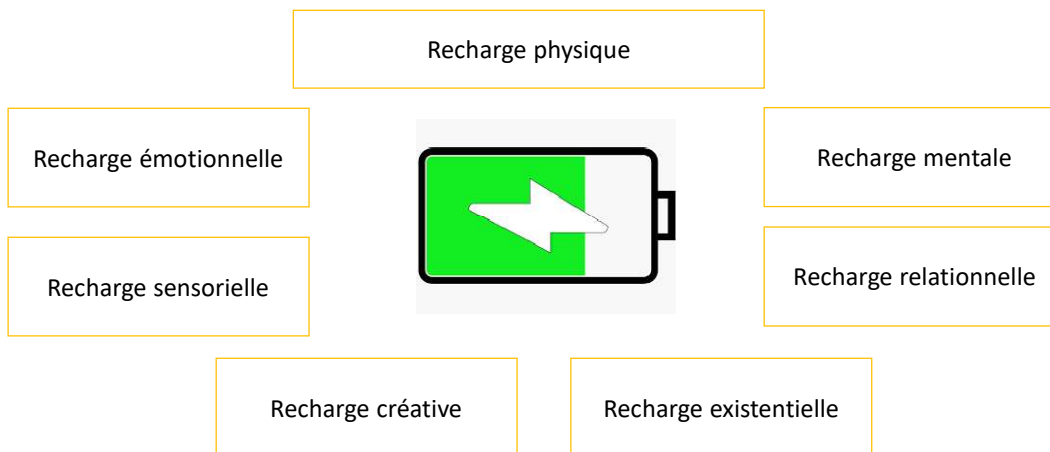 Recharge physique
Recharge émotionnelle
Recharge mentale
Recharge sensorielle
Recharge relationnelle
Recharge créative
Recharge existentielle